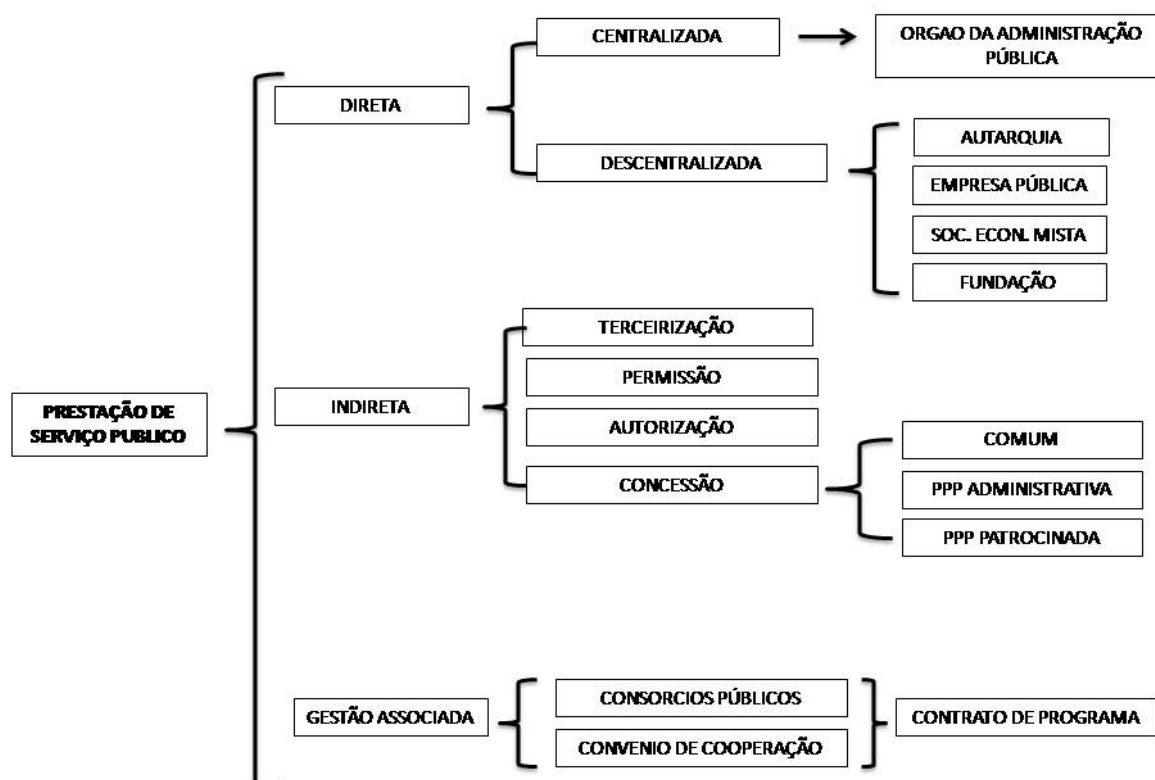 CENTRALIZADA
ORGAO DA ADMINISTRAÇÃO
PÚBLICA
DIRETA
DESCENTRALIZADA
AUTARQUIA
EMPRESA PÚBLICA
SOC. ECON. MISTA
FUNDAÇÃO
PRESTAÇÃO DE
SERVIÇO PUBLICO
INDIRETA
TERCEIRIZAÇÃO
PERMISSÃO
AUTORIZAÇÃO
CONCESSÃO
COMUM
PPP ADMINISTRATIVA
PPP PATROCINADA
GESTÃO ASSOCIADA
CONSORCIOS PÚBLICOS
CONVENIO DE COOPERAÇÃO
CONTRATO DE PROGRAMA